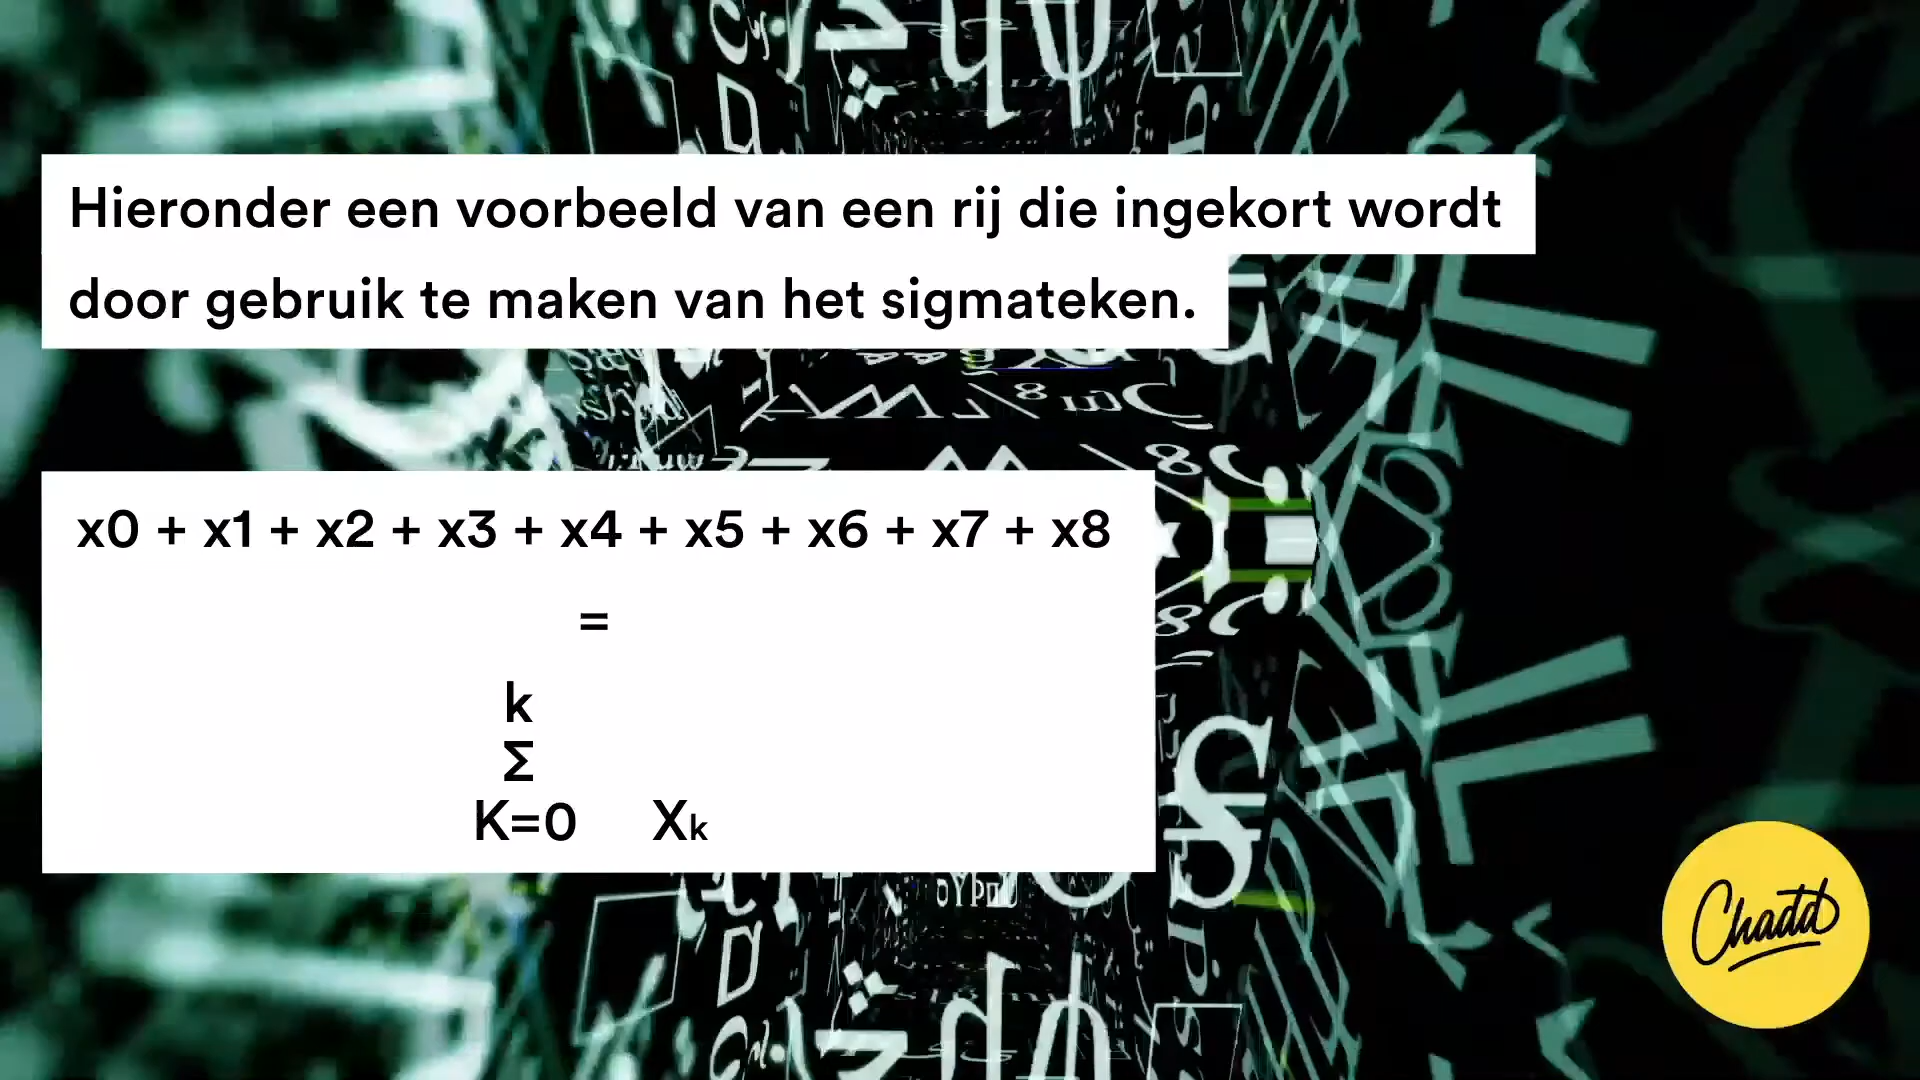 Hieronder een voorbeeld van een rij die ingekort wordt
door gebruik te maken van het sigmateken.
x0 + x1 + x2 + x3 + x4 + x5 + x6 + x7 + x8
=
k
Σ
K=0 Xk
Chadd